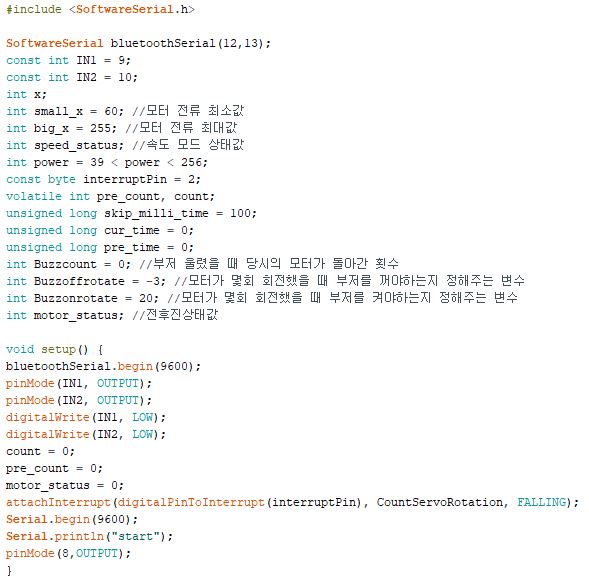 #include <SoftwareSerial.h>

SoftwareSerial bluetoothSerial(12,13);
const int IN1 = 9;
const int IN2 = 10;
int x;
int small_x = 60; //모터 전류 최소값
int big_x = 255; //모터 전류 최대값
int speed_status; //속도 모드 상태값
int power = 39 < power < 256;
const byte interruptPin = 2;
volatile int pre_count, count;
unsigned long skip_milli_time = 100;
unsigned long cur_time = 0;
unsigned long pre_time = 0;
int Buzzcount = 0; //부저 울렸을 때 당시의 모터가 돌아간 횟수
int Buzzoffrotate = -3; //모터가 몇회 회전했을 때 부저를 꺼야하는지 정해주는 변수
int Buzzonrotate = 20; //모터가 몇회 회전했을 때 부저를 켜야하는지 정해주는 변수
int motor_status; //전후진상태값

void setup() {
bluetoothSerial.begin(9600);
pinMode(IN1, OUTPUT);
pinMode(IN2, OUTPUT);
digitalWrite(IN1, LOW);
digitalWrite(IN2, LOW);
count = 0;
pre_count = 0;
motor_status = 0;
attachInterrupt(digitalPinToInterrupt(interruptPin), CountServoRotation, FALLING);
Serial.begin(9600);
Serial.println("start");
pinMode(8,OUTPUT);
}